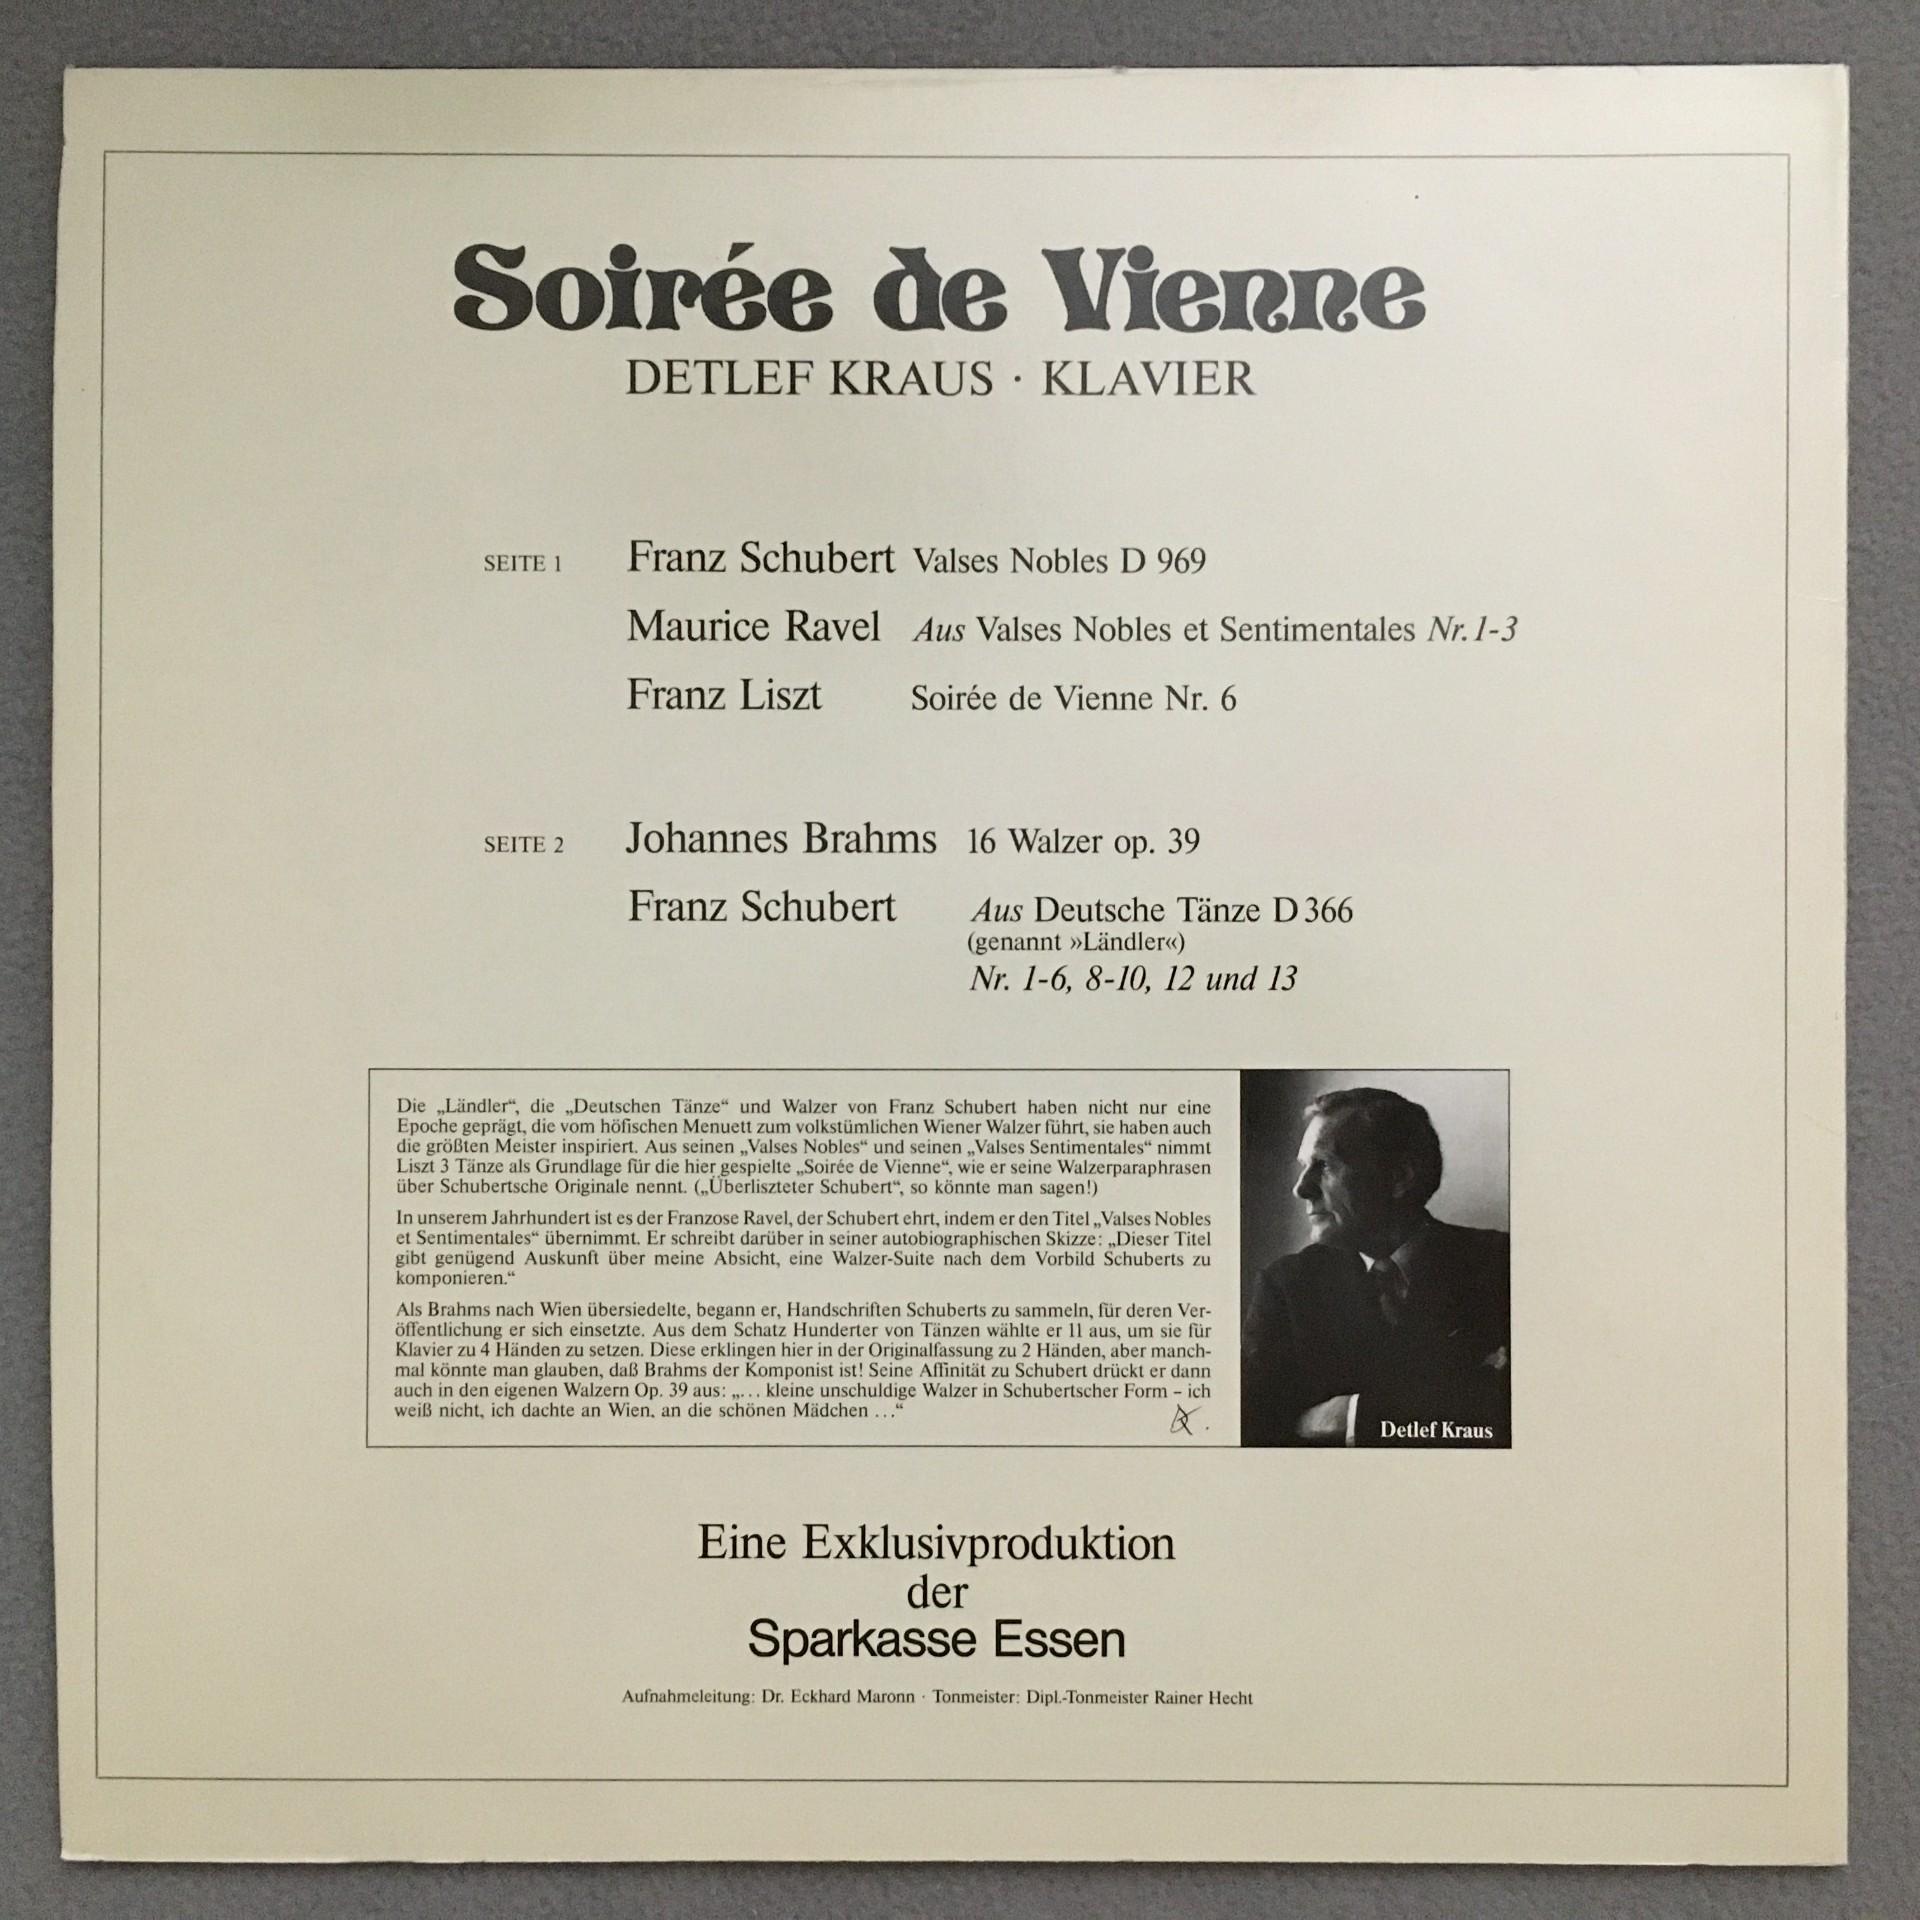 Soirée de Vienne
DETLEF KRAUS · KLAVIER
SEITE 1 Franz Schubert Valses Nobles D 969
Maurice Ravel Aus Valses Nobles et Sentimentales Nr. 1-3
Franz Liszt Soirée de Vienne Nr. 6
SEITE 2 Johannes Brahms 16 Walzer op. 39
Franz Schubert Aus Deutsche Tänze D 366
(genannt »Ländler«)
Nr. 1-6, 8-10, 12 und 13
Die „Ländler“, die „Deutschen Tänze“ und Walzer von Franz Schubert haben nicht nur eine
Epoche geprägt, die vom höfischen Menuett zum volkstümlichen Wiener Walzer führt, sie haben auch
die größten Meister inspiriert. Aus seinen „Valses Nobles“ und seinen „Valses Sentimentales“ nimmt
Liszt 3 Tänze als Grundlage für die hier gespielte „Soirée de Vienne“, wie er seine Walzerparaphrasen
über Schubertsche Originale nennt. („Überliszteter Schubert“, so könnte man sagen!)
In unserem Jahrhundert ist es der Franzose Ravel, der Schubert ehrt, indem er den Titel „Valses Nobles
et Sentimentales“ übernimmt. Er schreibt darüber in seiner autobiographischen Skizze: „Dieser Titel
gibt genügend Auskunft über meine Absicht, eine Walzer-Suite nach dem Vorbild Schuberts zu
komponieren.“
Als Brahms nach Wien übersiedelte, begann er, Handschriften Schuberts zu sammeln, für deren Ver-
öffentlichung er sich einsetzte. Aus dem Schatz Hunderter von Tänzen wählte er 11 aus, um sie für
Klavier zu 4 Händen zu setzen. Diese erklingen hier in der Originalfassung zu 2 Händen, aber manch-
mal könnte man glauben, daß Brahms der Komponist ist! Seine Affinität zu Schubert drückt er dann
auch in den eigenen Walzern Op. 39 aus: „... kleine unschuldige Walzer in Schubertscher Form – ich
weiß nicht, ich dachte an Wien, an die schönen Mädchen ...“
Detlef Kraus
Eine Exklusivproduktion
der
Sparkasse Essen
Aufnahmeleitung: Dr. Eckhard Maronn · Tonmeister: Dipl.-Tonmeister Rainer Hecht